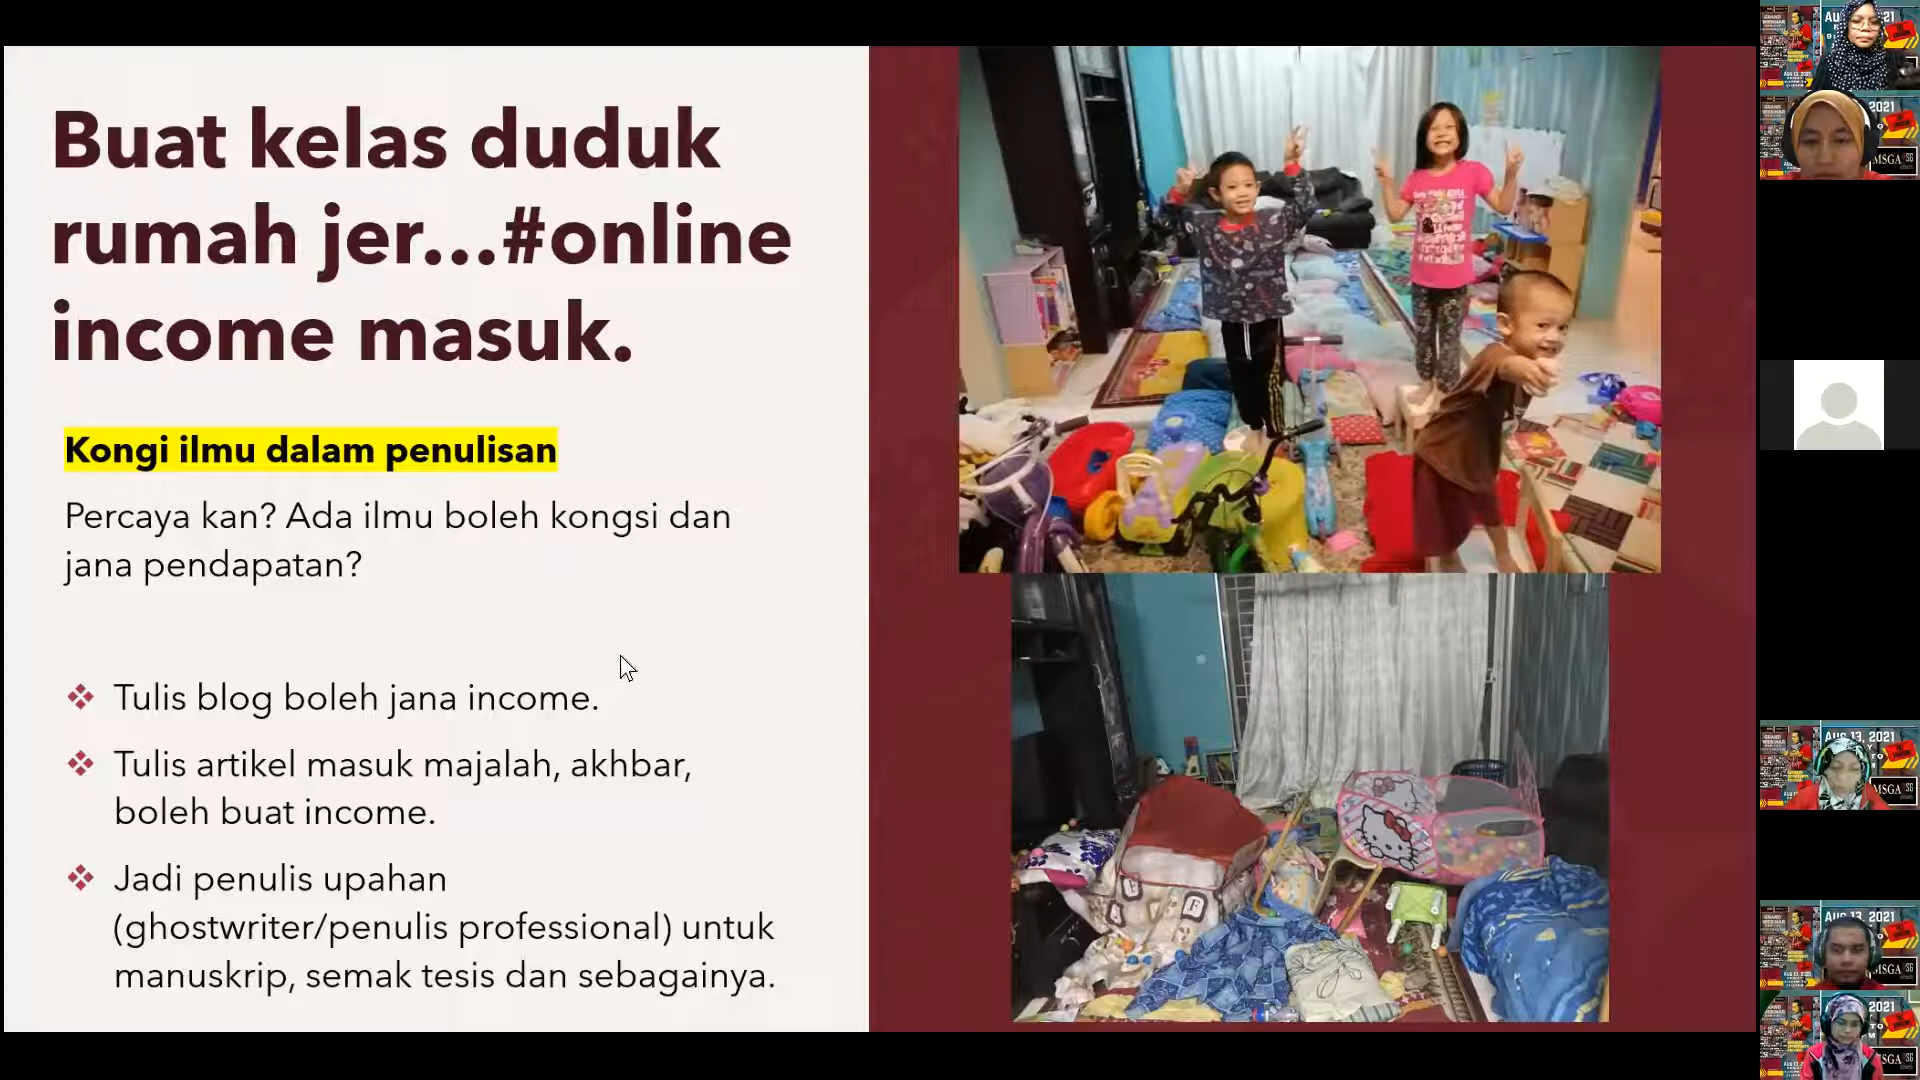 Buat kelas duduk
rumah jer...#online
income masuk.
Kongi ilmu dalam penulisan
Percaya kan? Ada ilmu boleh kongsi dan
jana pendapatan?
Tulis blog boleh jana income.
Tulis artikel masuk majalah, akhbar,
boleh buat income.
Jadi penulis upahan
(ghostwriter/penulis professional) untuk
manuskrip, semak tesis dan sebagainya.